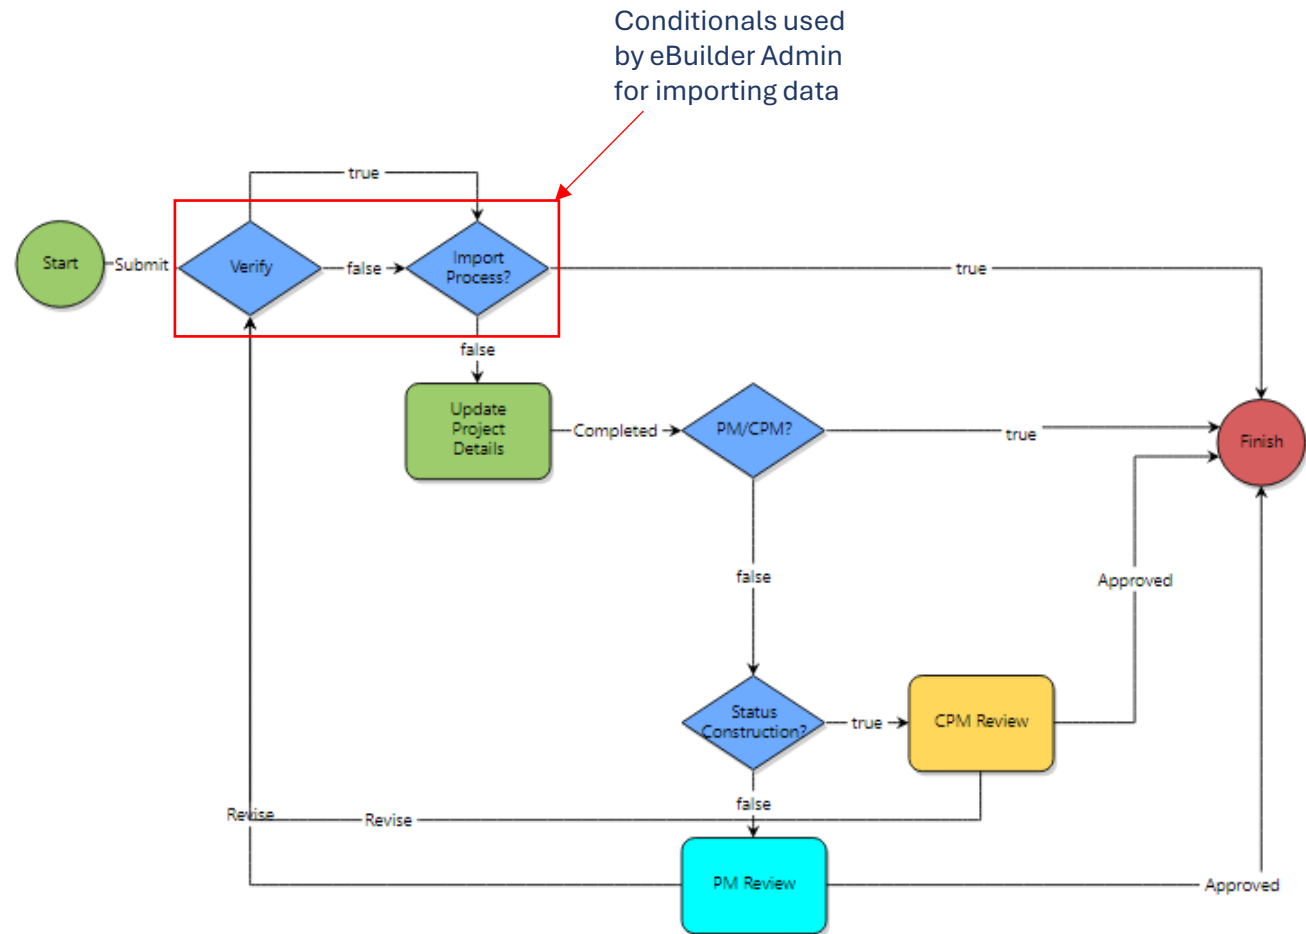 Conditionals used
by eBuilder Admin
for importing data
true
Start
Submit
Verify
false
Import
Process?
true
false
Update
Project
Details
Completed
PM/CPM?
true
Finish
false
Approved
Status
Construction?
true
CPM Review
false
Revise
Revise
PM Review
Approved